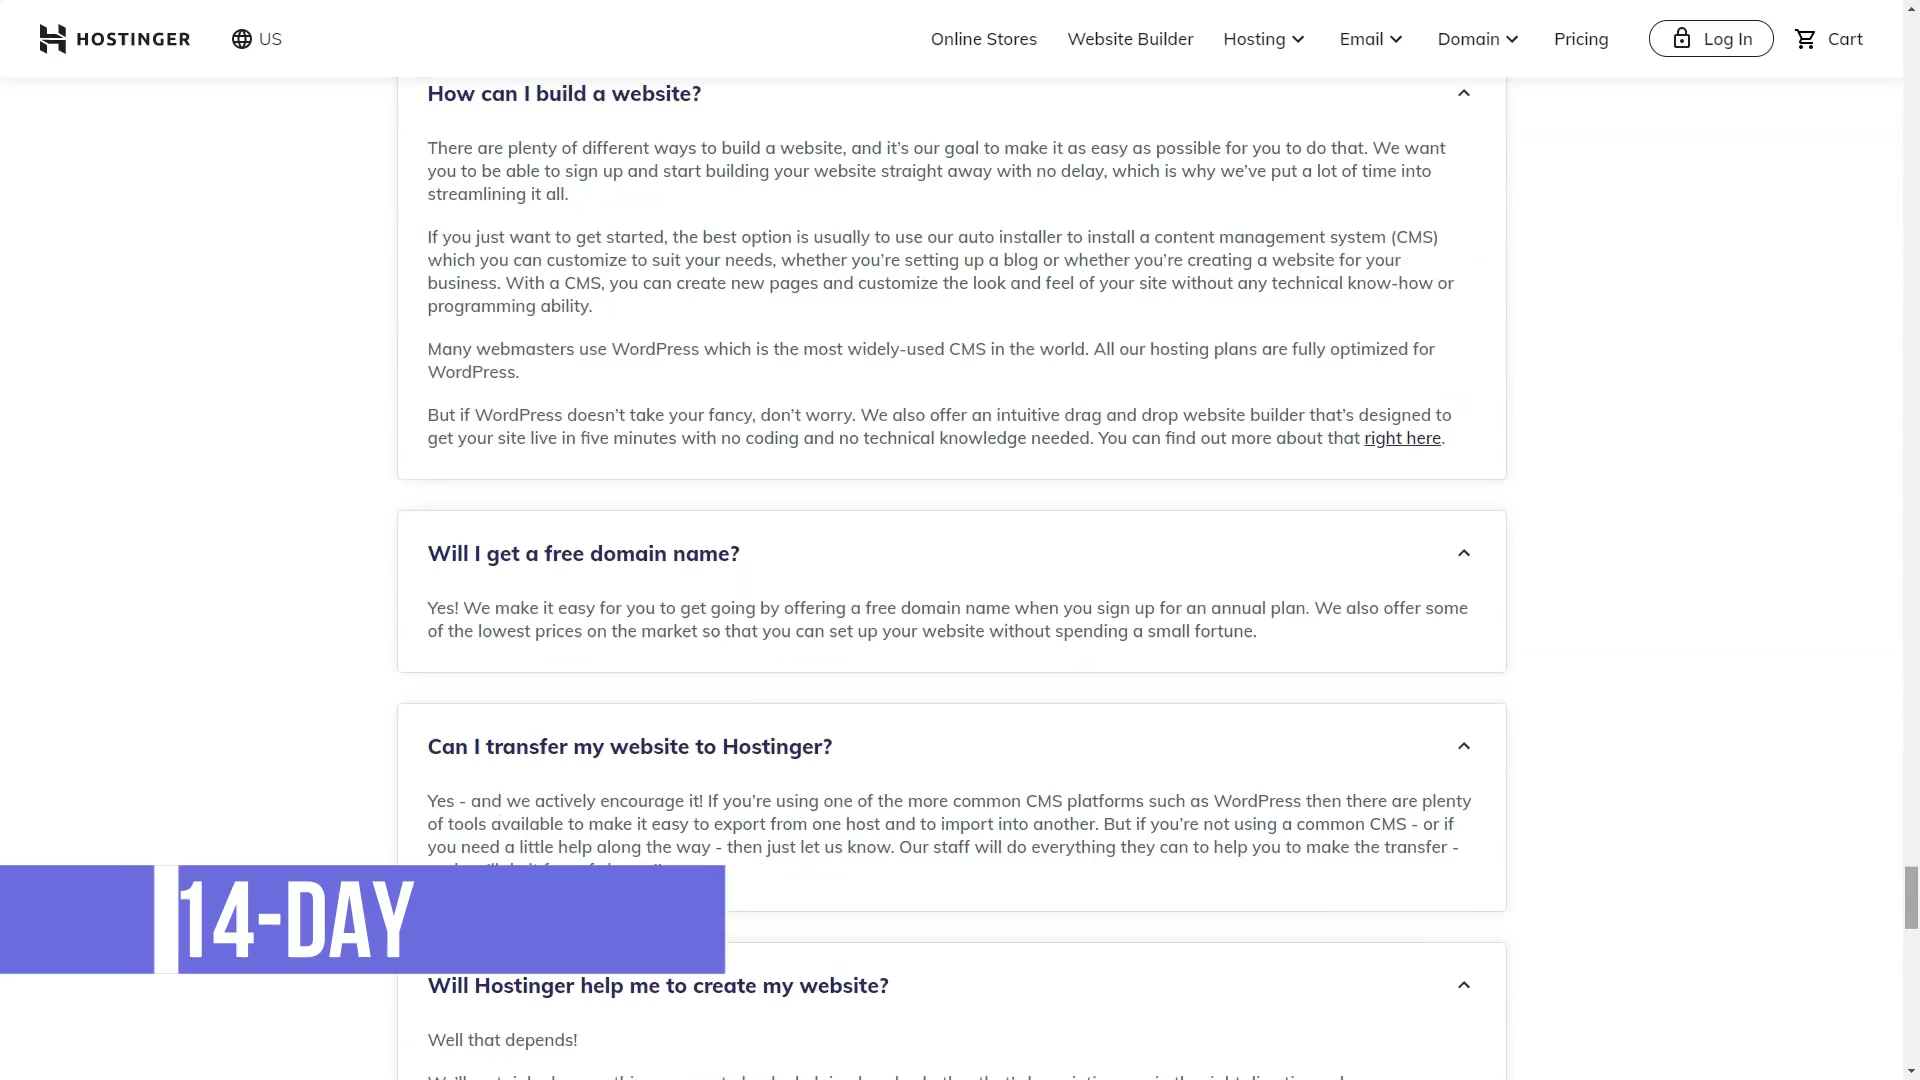 HOSTINGER US Online Stores Website Builder Hosting Email Domain Pricing Log In Cart
How can I build a website?
There are plenty of different ways to build a website, and it’s our goal to make it as easy as possible for you to do that. We want
you to be able to sign up and start building your website straight away with no delay, which is why we’ve put a lot of time into
streamlining it all.
If you just want to get started, the best option is usually to use our auto installer to install a content management system (CMS)
which you can customize to suit your needs, whether you’re setting up a blog or whether you’re creating a website for your
business. With a CMS, you can create new pages and customize the look and feel of your site without any technical know-how or
programming ability.
Many webmasters use WordPress which is the most widely-used CMS in the world. All our hosting plans are fully optimized for
WordPress.
But if WordPress doesn’t take your fancy, don’t worry. We also offer an intuitive drag and drop website builder that’s designed to
get your site live in five minutes with no coding and no technical knowledge needed. You can find out more about that right here.
Will I get a free domain name?
Yes! We make it easy for you to get going by offering a free domain name when you sign up for an annual plan. We also offer some
of the lowest prices on the market so that you can set up your website without spending a small fortune.
Can I transfer my website to Hostinger?
Yes - and we actively encourage it! If you’re using one of the more common CMS platforms such as WordPress then there are plenty
of tools available to make it easy to export from one host and to import into another. But if you’re not using a common CMS - or if
you need a little help along the way - then just let us know. Our staff will do everything they can to help you to make the transfer -
14-DAY
Will Hostinger help me to create my website?
Well that depends!